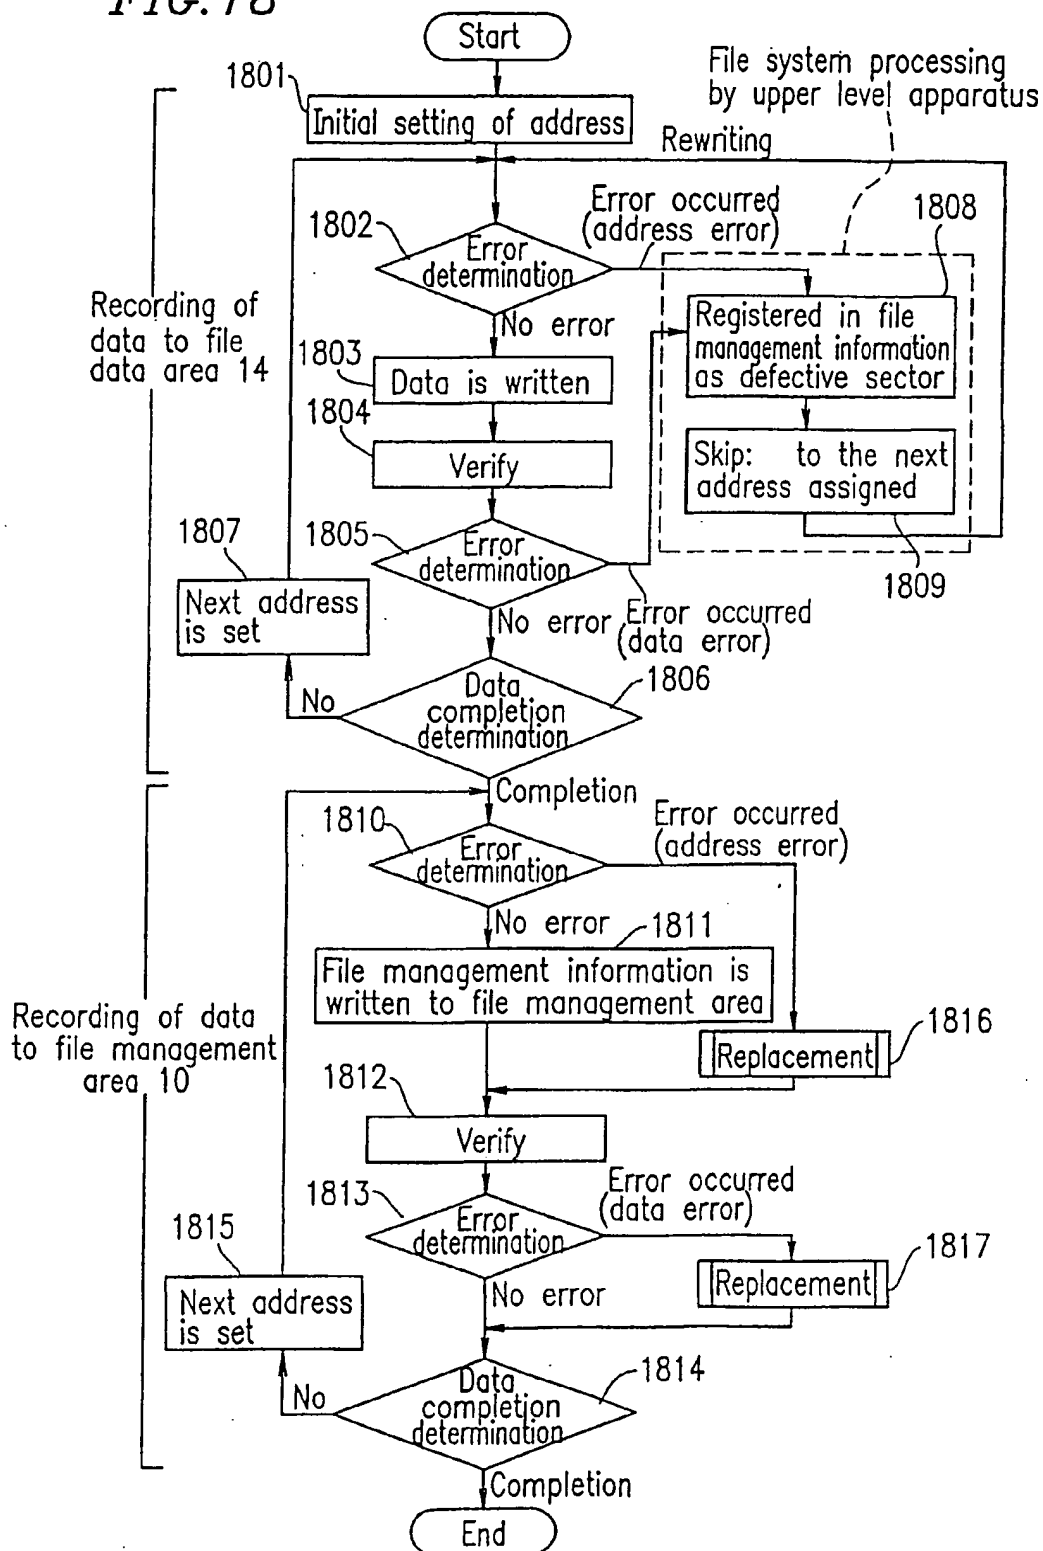 FIG. 18
Start
1801
Initial setting of address
File system processing
by upper level apparatus
Rewriting
1802
Error
determination
Error occurred
(address error)
1808
No error
Registered in file
management information
as defective sector
Recording of
data to file
data area 14
1803
Data is written
1804
Verify
Skip: to the next
address assigned
1809
1805
Error
determination
1807
Next address
is set
No error
Error occurred
(data error)
1806
Data
completion
determination
No
Completion
1810
Error
determination
Error occurred
(address error)
No error
1811
File management information is
written to file management area
Recording of data
to file management
area 10
1816
Replacement
1812
Verify
1813
Error
determination
Error occurred
(data error)
1817
Replacement
1815
Next address
is set
No error
1814
Data
completion
determination
No
Completion
End